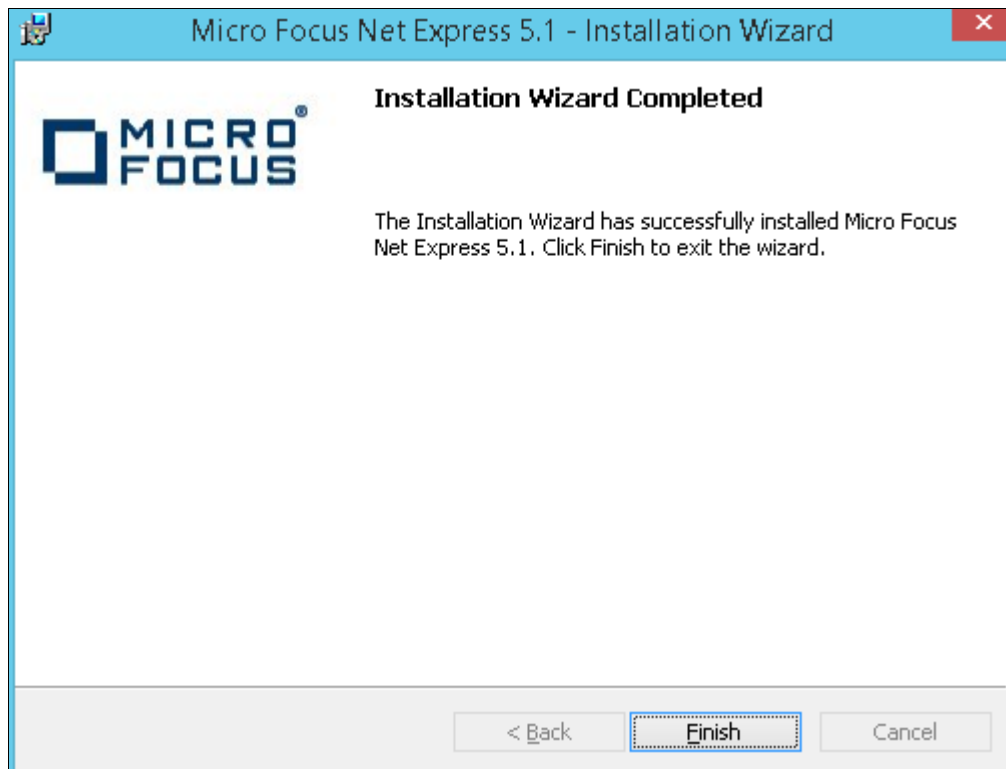 Micro Focus Net Express 5.1 - Installation Wizard
MICRO
FOCUS®
Installation Wizard Completed
The Installation Wizard has successfully installed Micro Focus
Net Express 5.1. Click Finish to exit the wizard.
< Back
Finish
Cancel